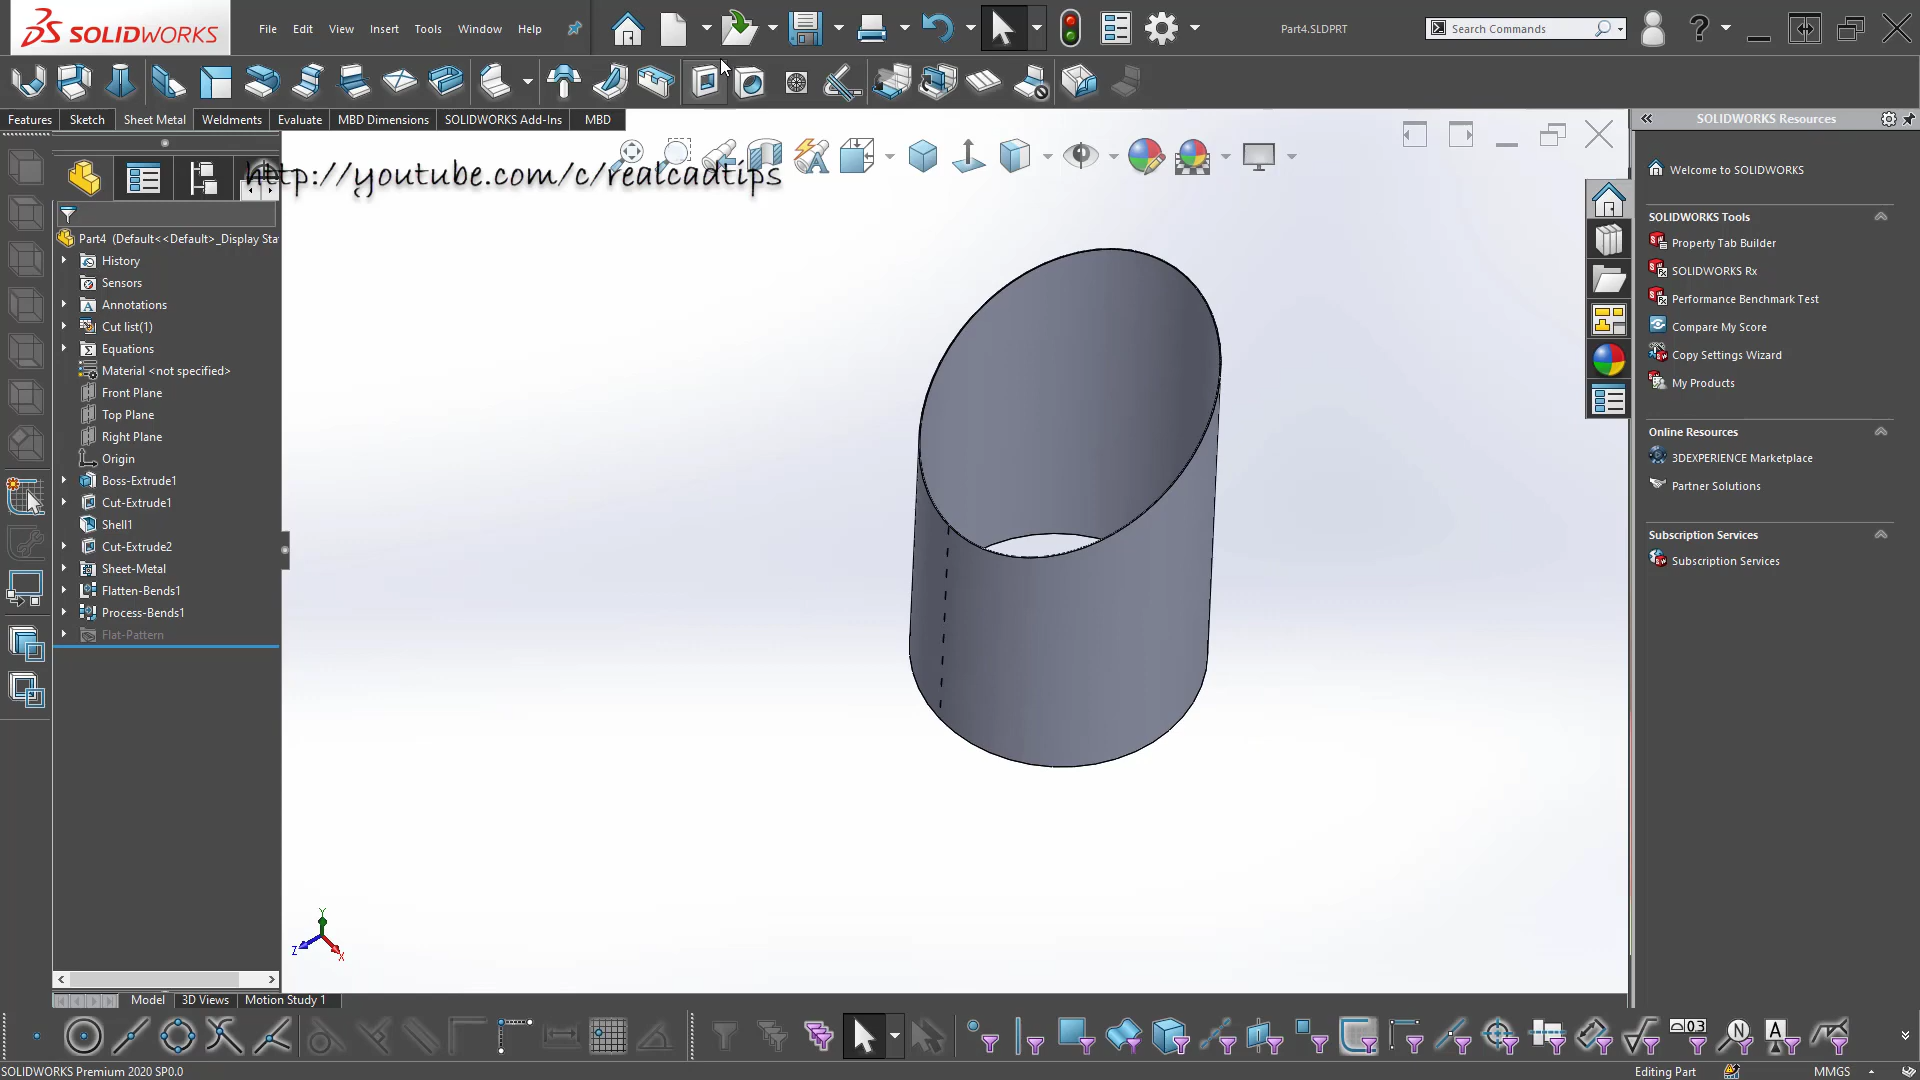 SOLIDWORKS
File Edit View Insert Tools Window Help
Part4.SLDPRT
Search Commands
Features Sketch Sheet Metal Weldments Evaluate MBD Dimensions SOLIDWORKS Add-Ins MBD
http://youtube.com/c/realcadtips
Part4 (Default<<Default>_Display Sta
History
Sensors
Annotations
Cut list(1)
Equations
Material <not specified>
Front Plane
Top Plane
Right Plane
Origin
Boss-Extrude1
Cut-Extrude1
Shell1
Cut-Extrude2
Sheet-Metal
Flatten-Bends1
Process-Bends1
Flat-Pattern
Y
Z
X
Model 3D Views Motion Study 1
SOLIDWORKS Resources
Welcome to SOLIDWORKS
SOLIDWORKS Tools
Property Tab Builder
SOLIDWORKS Rx
Performance Benchmark Test
Compare My Score
Copy Settings Wizard
My Products
Online Resources
3DEXPERIENCE Marketplace
Partner Solutions
Subscription Services
Subscription Services
SOLIDWORKS Premium 2020 SP0.0
Editing Part
MMGS